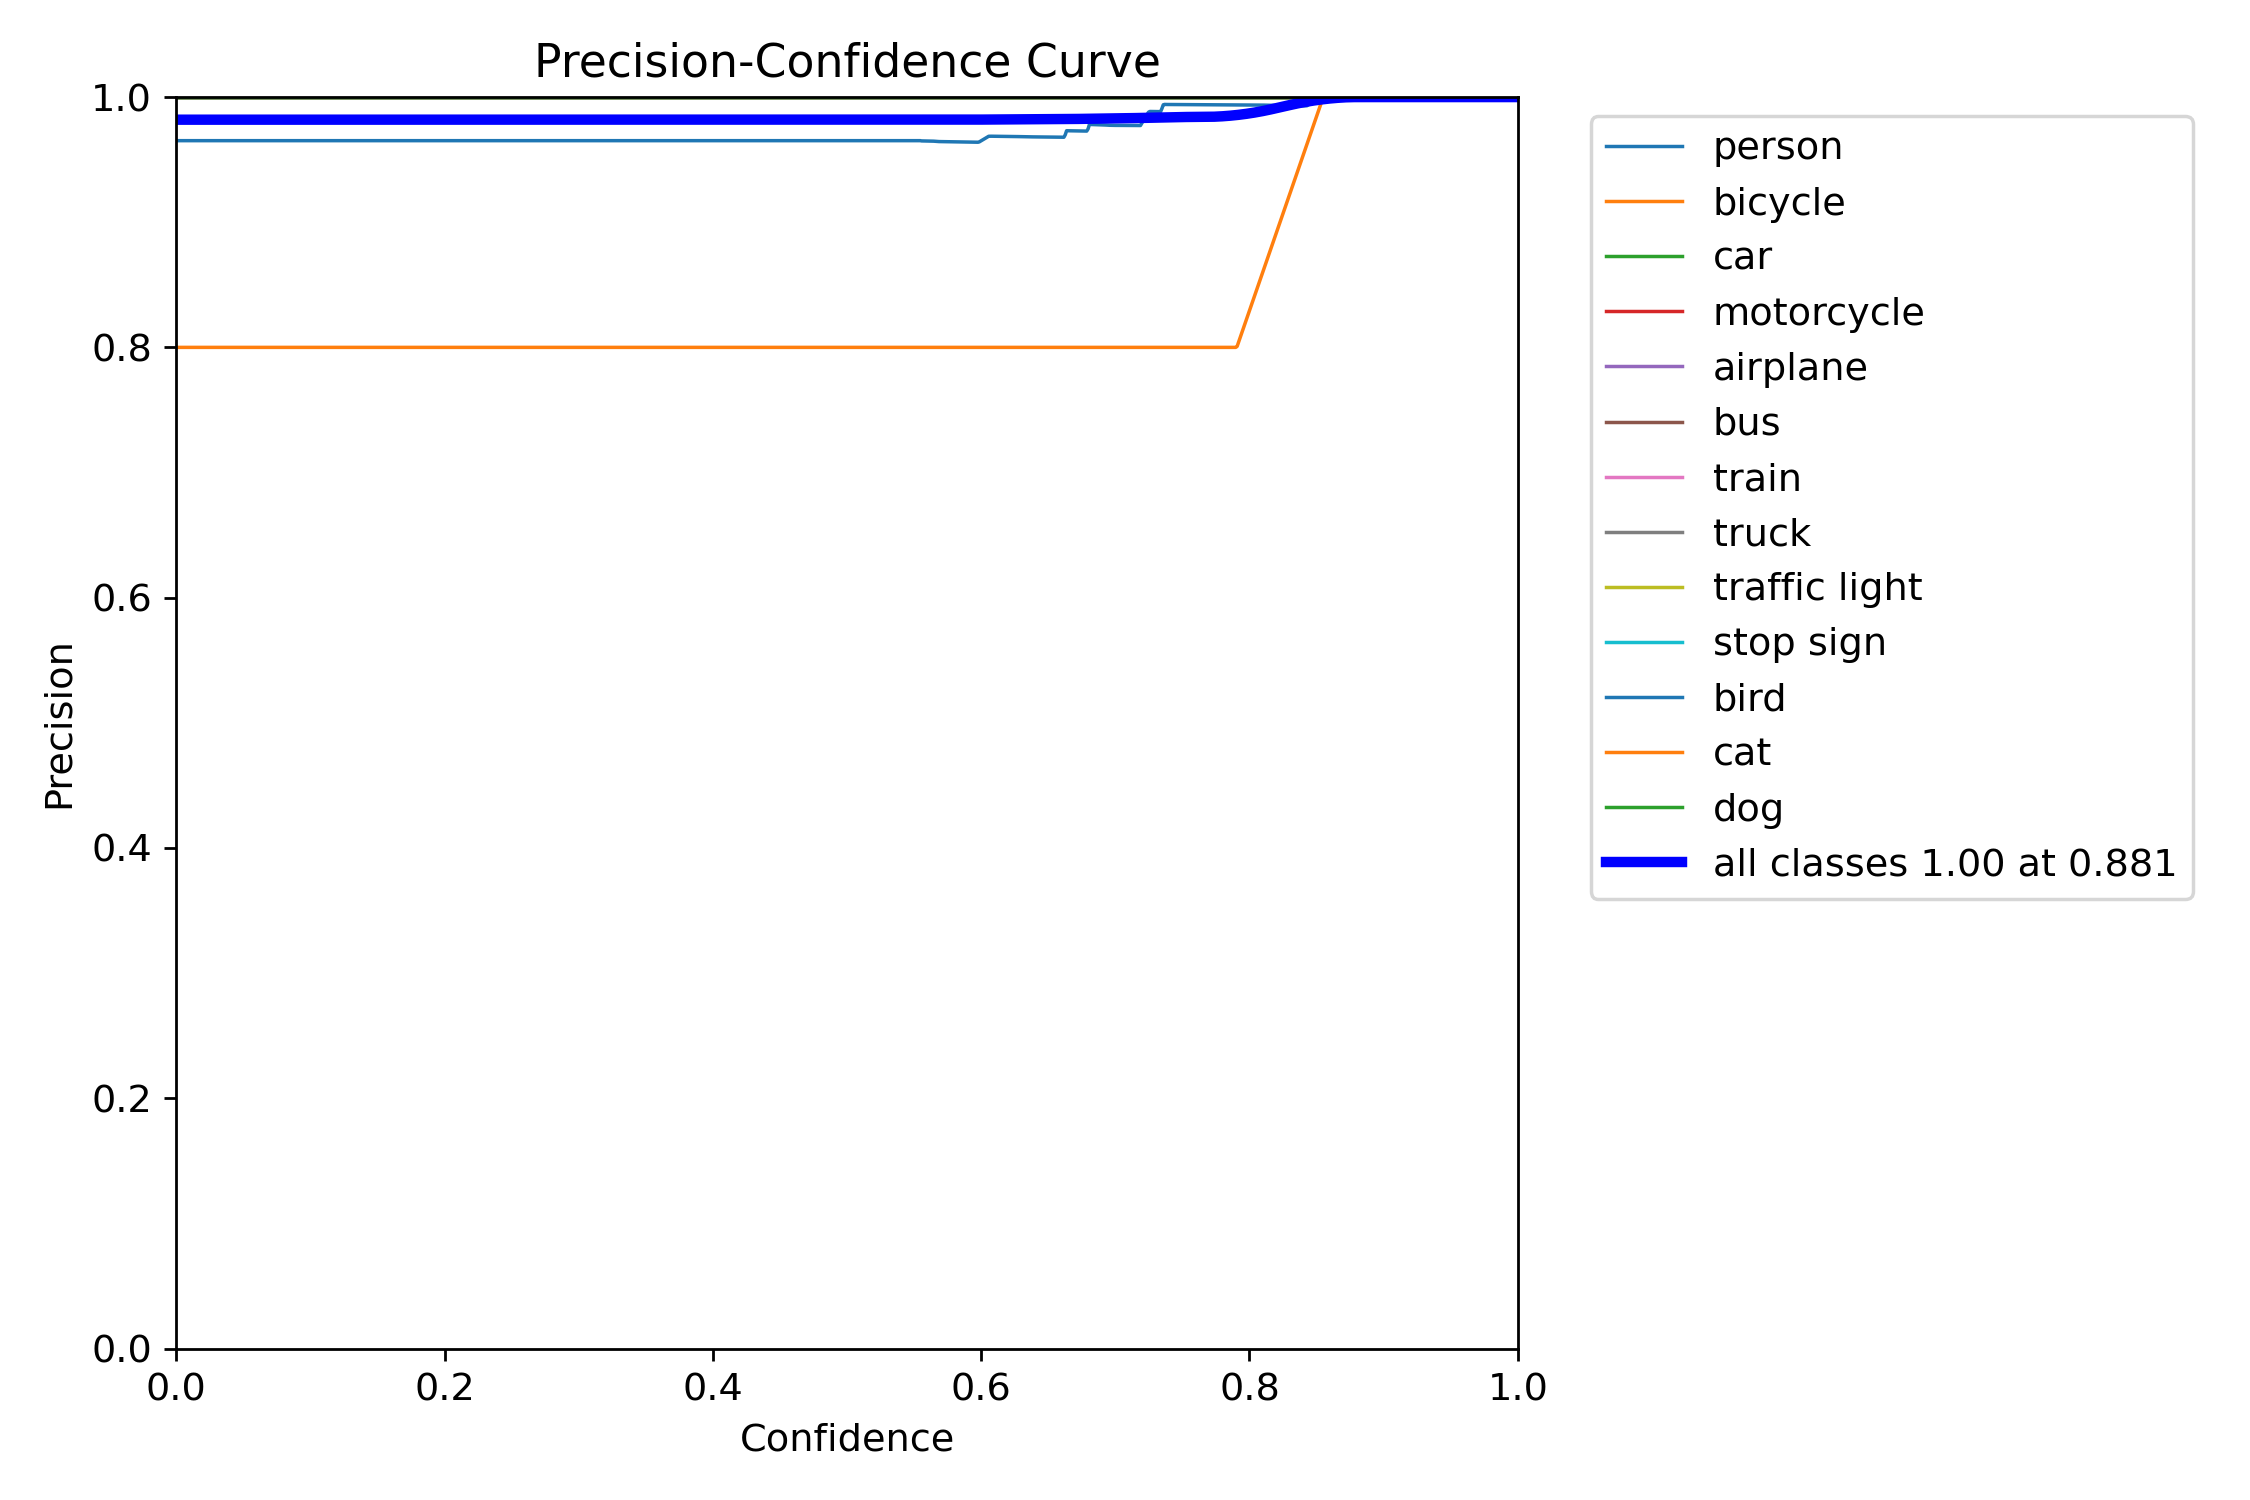 Precision-Confidence Curve
1.0
0.8
0.6
0.4
0.2
0.0
Precision
0.0 0.2 0.4 0.6 0.8 1.0
Confidence
person
bicycle
car
motorcycle
airplane
bus
train
truck
traffic light
stop sign
bird
cat
dog
all classes 1.00 at 0.881